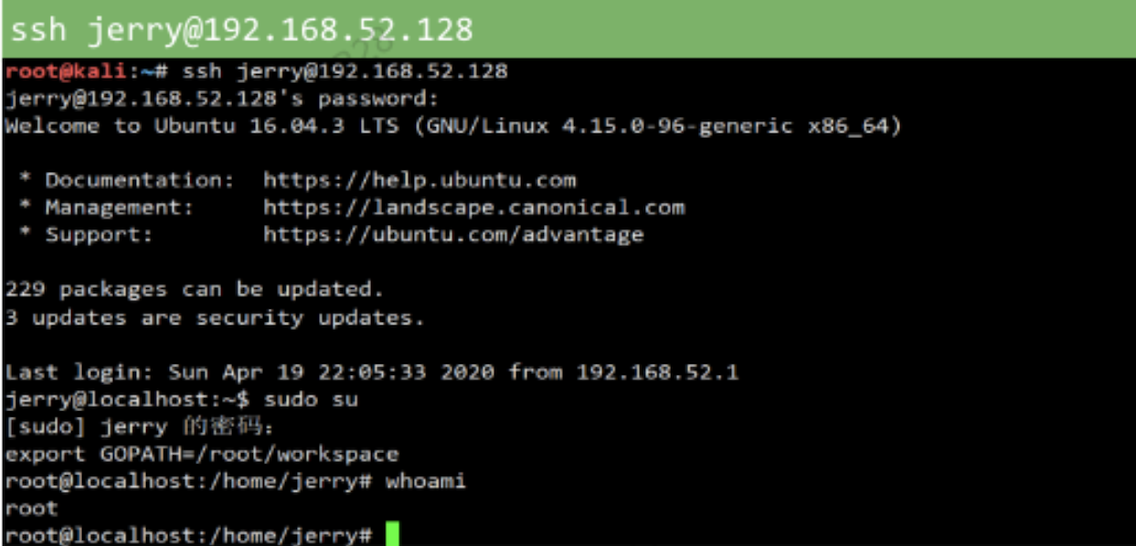 ssh jerry@192.168.52.128
root@kali:~# ssh jerry@192.168.52.128
jerry@192.168.52.128's password:
Welcome to Ubuntu 16.04.3 LTS (GNU/Linux 4.15.0-96-generic x86_64)
* Documentation:  https://help.ubuntu.com
* Management:     https://landscape.canonical.com
* Support:        https://ubuntu.com/advantage
229 packages can be updated.
3 updates are security updates.
Last login: Sun Apr 19 22:05:33 2020 from 192.168.52.1
jerry@localhost:~$ sudo su
[sudo] jerry 的密码：
export GOPATH=/root/workspace
root@localhost:/home/jerry# whoami
root
root@localhost:/home/jerry#